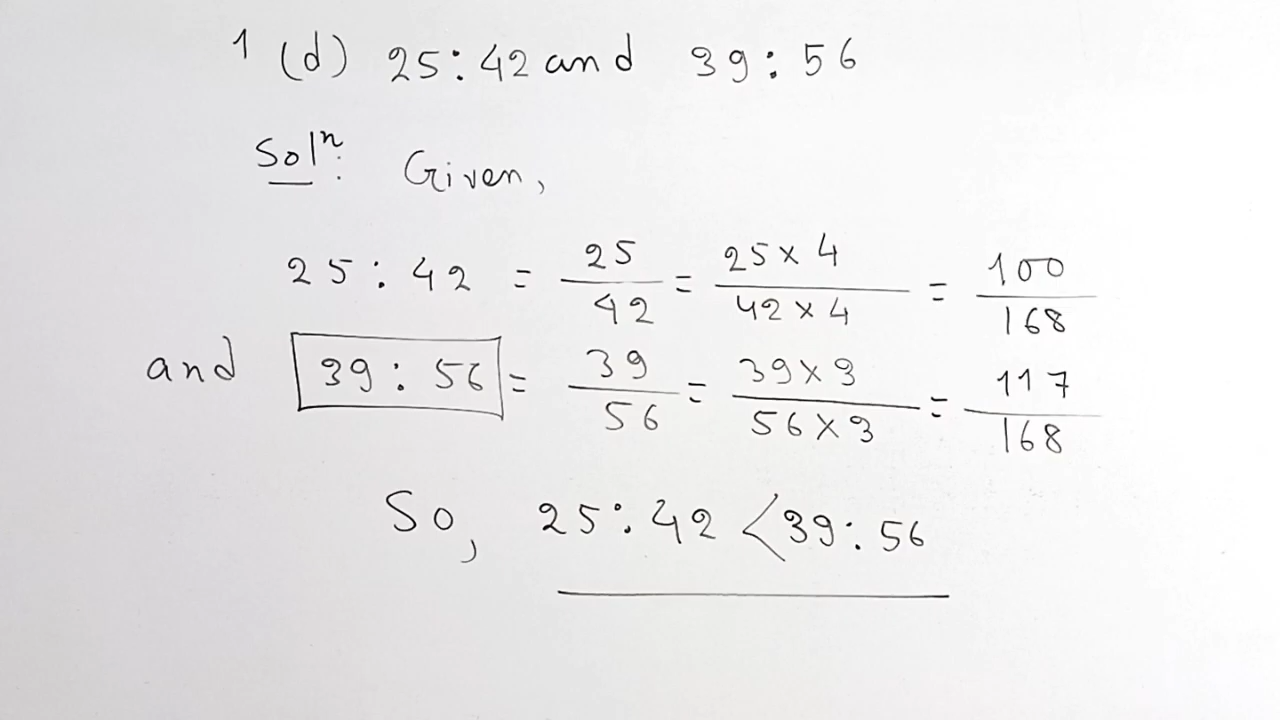 1 (d) 25:42 and 39:56
Solⁿ: Given,
25:42 = 25/42 = 25×4/42×4 = 100/168
and 39:56 = 39/56 = 39×3/56×3 = 117/168
So, 25:42 < 39:56